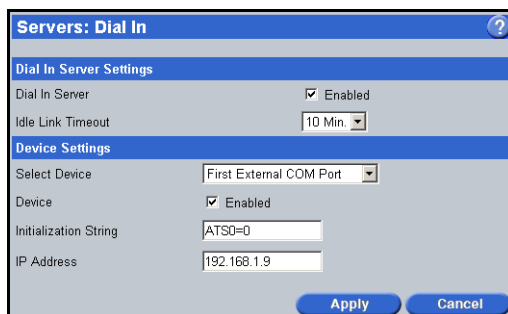 Servers: Dial In ?
Dial In Server Settings
Dial In Server Enabled
Idle Link Timeout 10 Min.
Device Settings
Select Device First External COM Port
Device Enabled
Initialization String ATS0=0
IP Address 192.168.1.9
Apply Cancel